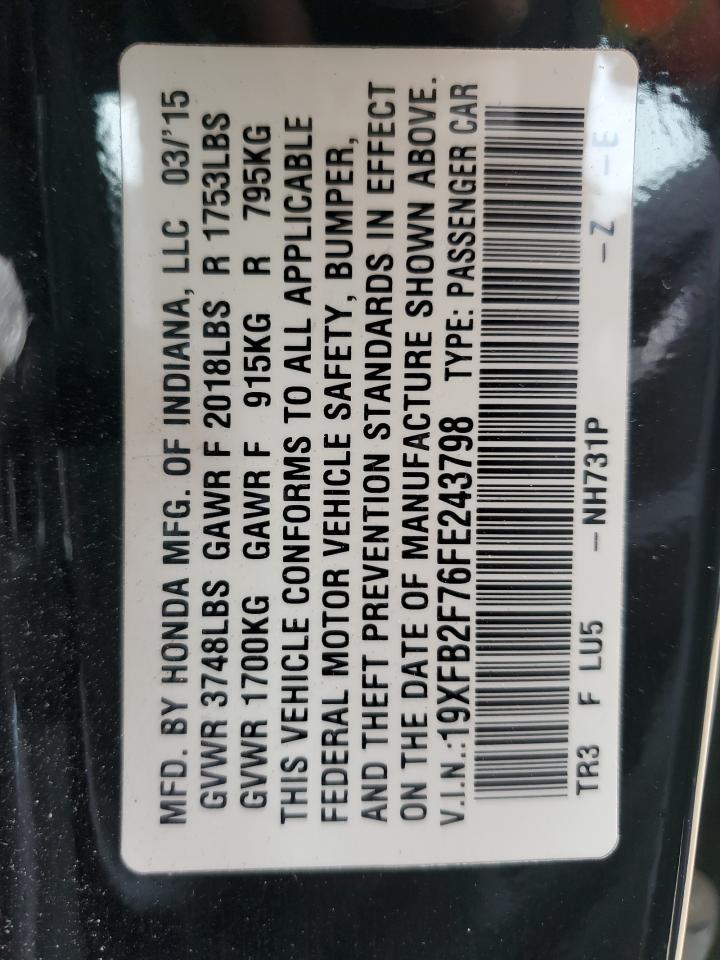 MFD. BY HONDA MFG. OF INDIANA, LLC 03/'15
GVWR 3748LBS GAWR F 2018LBS R 1753LBS
GVWR 1700KG GAWR F 915KG R 795KG
THIS VEHICLE CONFORMS TO ALL APPLICABLE
FEDERAL MOTOR VEHICLE SAFETY, BUMPER,
AND THEFT PREVENTION STANDARDS IN EFFECT
ON THE DATE OF MANUFACTURE SHOWN ABOVE.
V.I.N.:19XFB2F76FE243798 TYPE: PASSENGER CAR
TR3 F LU5 —NH731P —Z —E